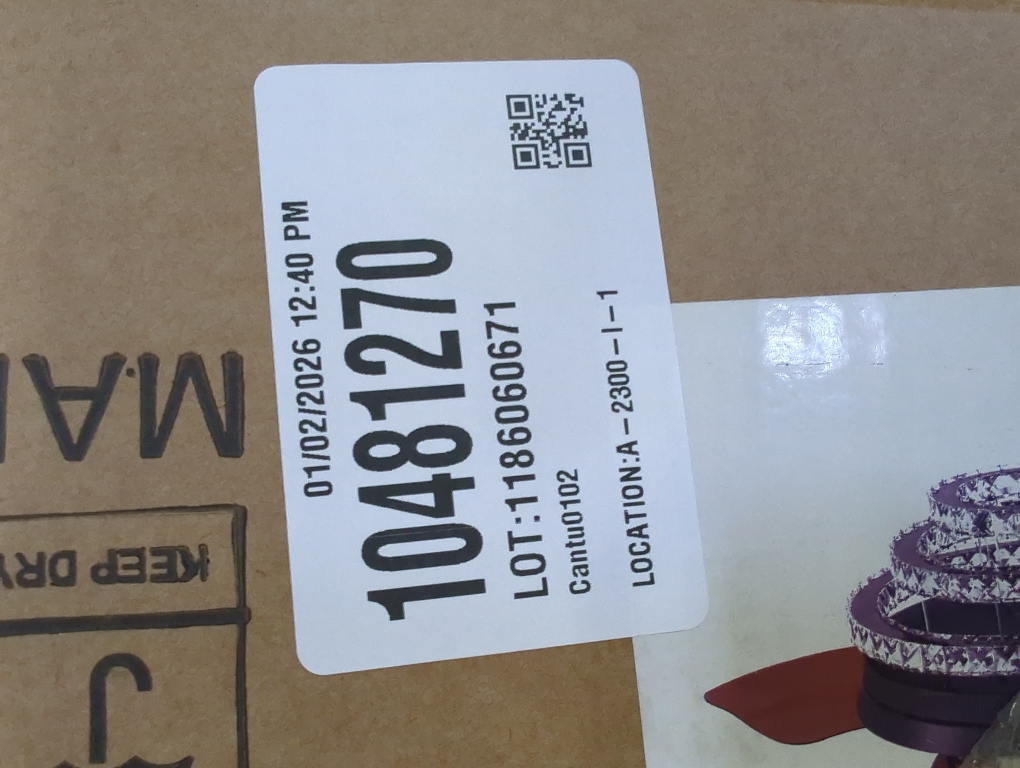 01/02/2026 12:40 PM
10481270
LOT:1186060671
Cantu0102
LOCATION:A-2300-I-1
KEEP DRY